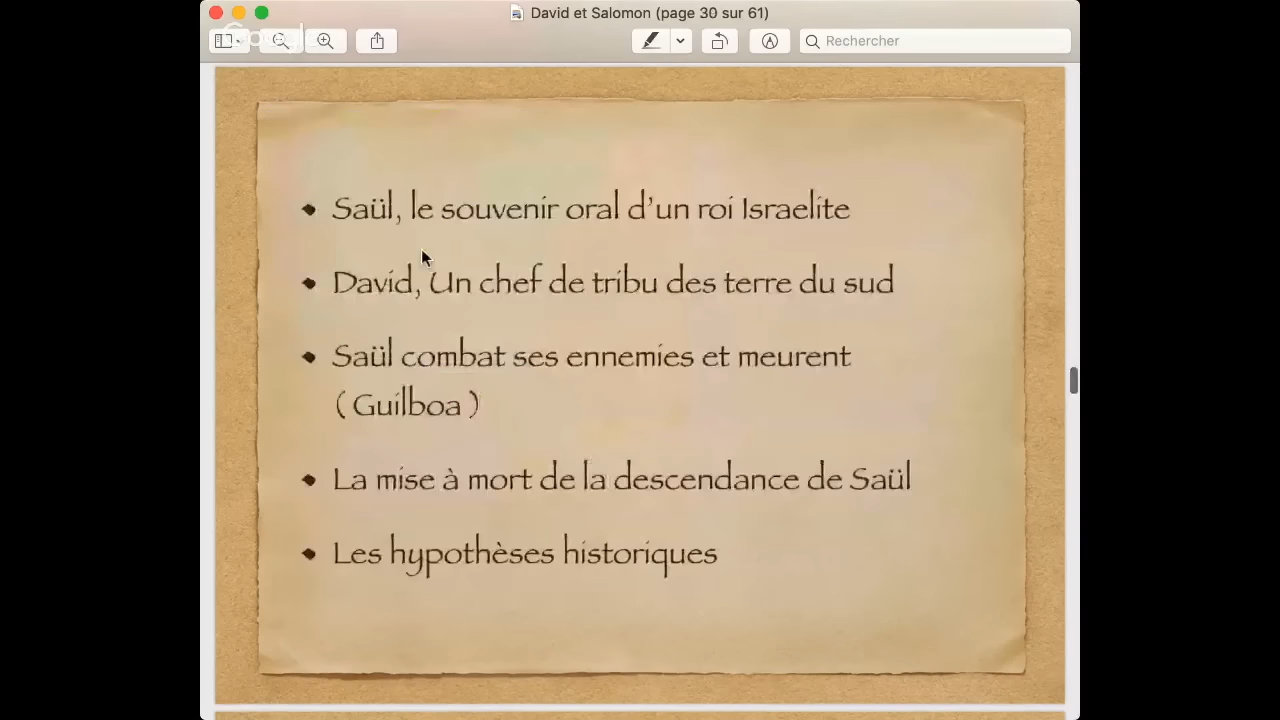 David et Salomon (page 30 sur 61)
Google
Rechercher
• Saül, le souvenir oral d'un roi Israelite
• David, Un chef de tribu des terre du sud
• Saül combat ses ennemies et meurent
( Guilboa )
• La mise à mort de la descendance de Saül
• Les hypothèses historiques